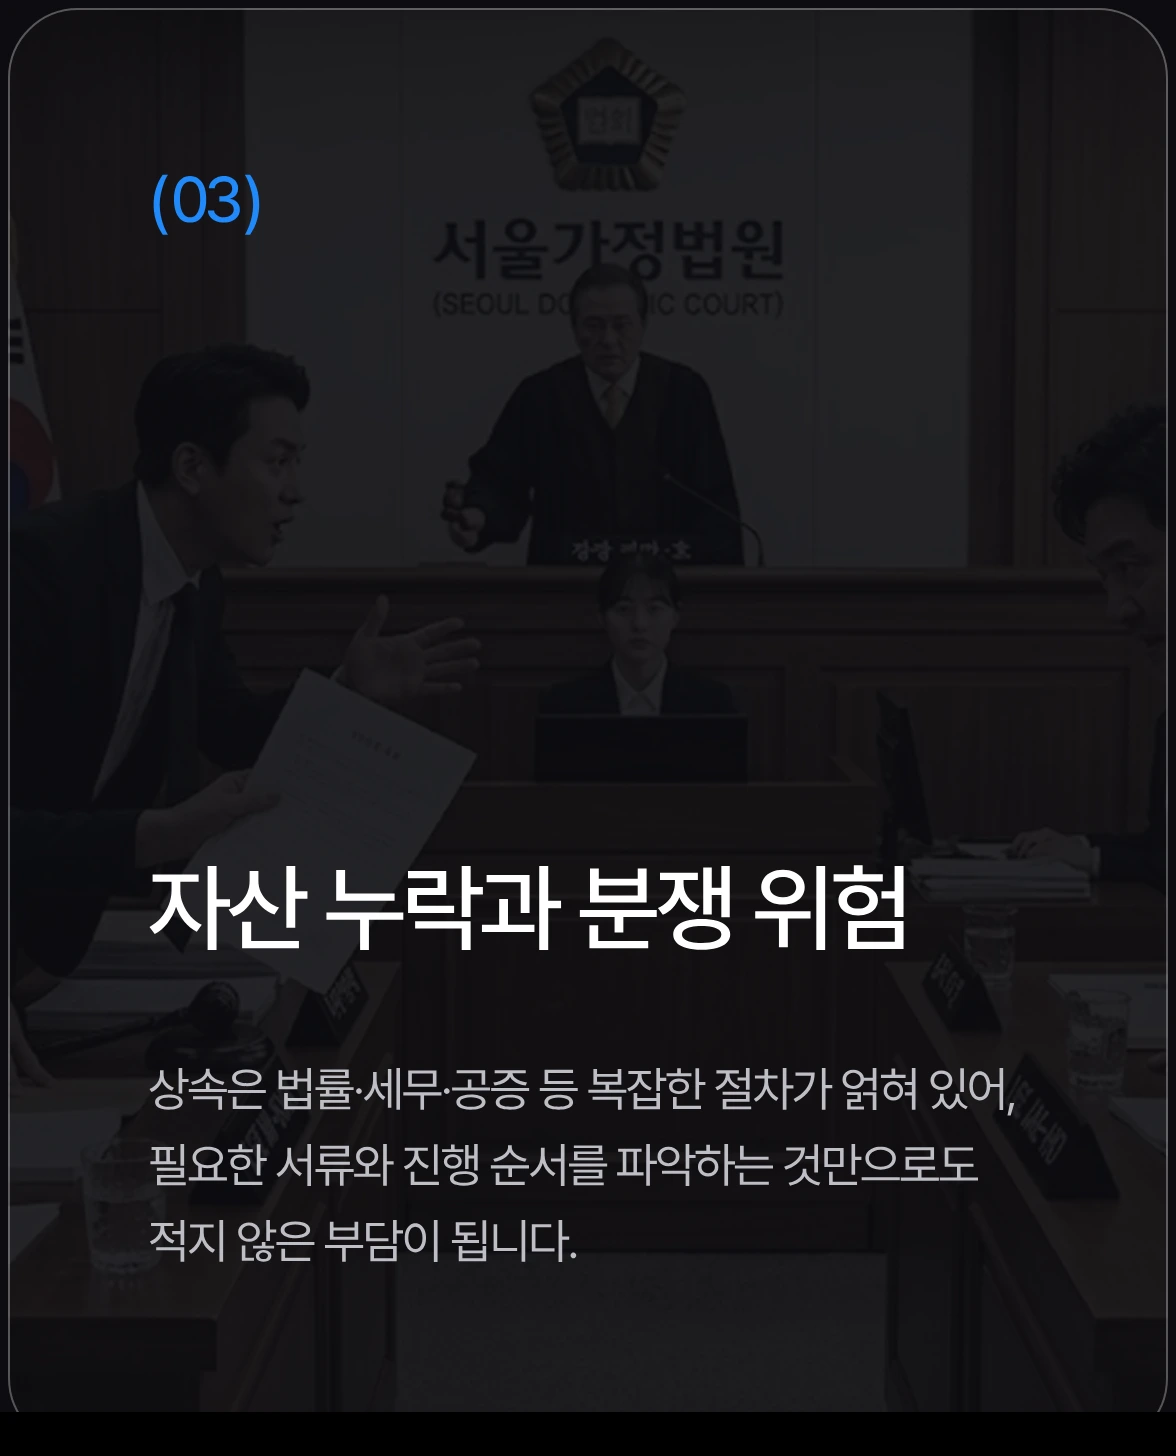 (03)
서울가정법원
자산 누락과 분쟁 위험
상속은 법률·세무·공증 등 복잡한 절차가 얽혀 있어,
필요한 서류와 진행 순서를 파악하는 것만으로도
적지 않은 부담이 됩니다.